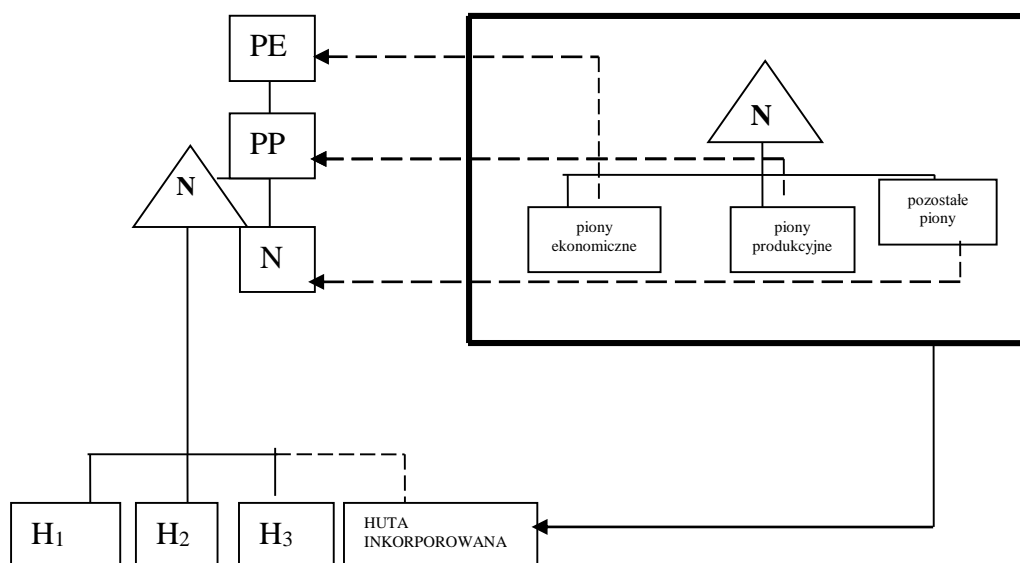 PE
PP
N
N
N
piony
ekonomiczne
piony
produkcyjne
pozostałe
piony
H1
H2
H3
HUTA
INKORPOROWANA